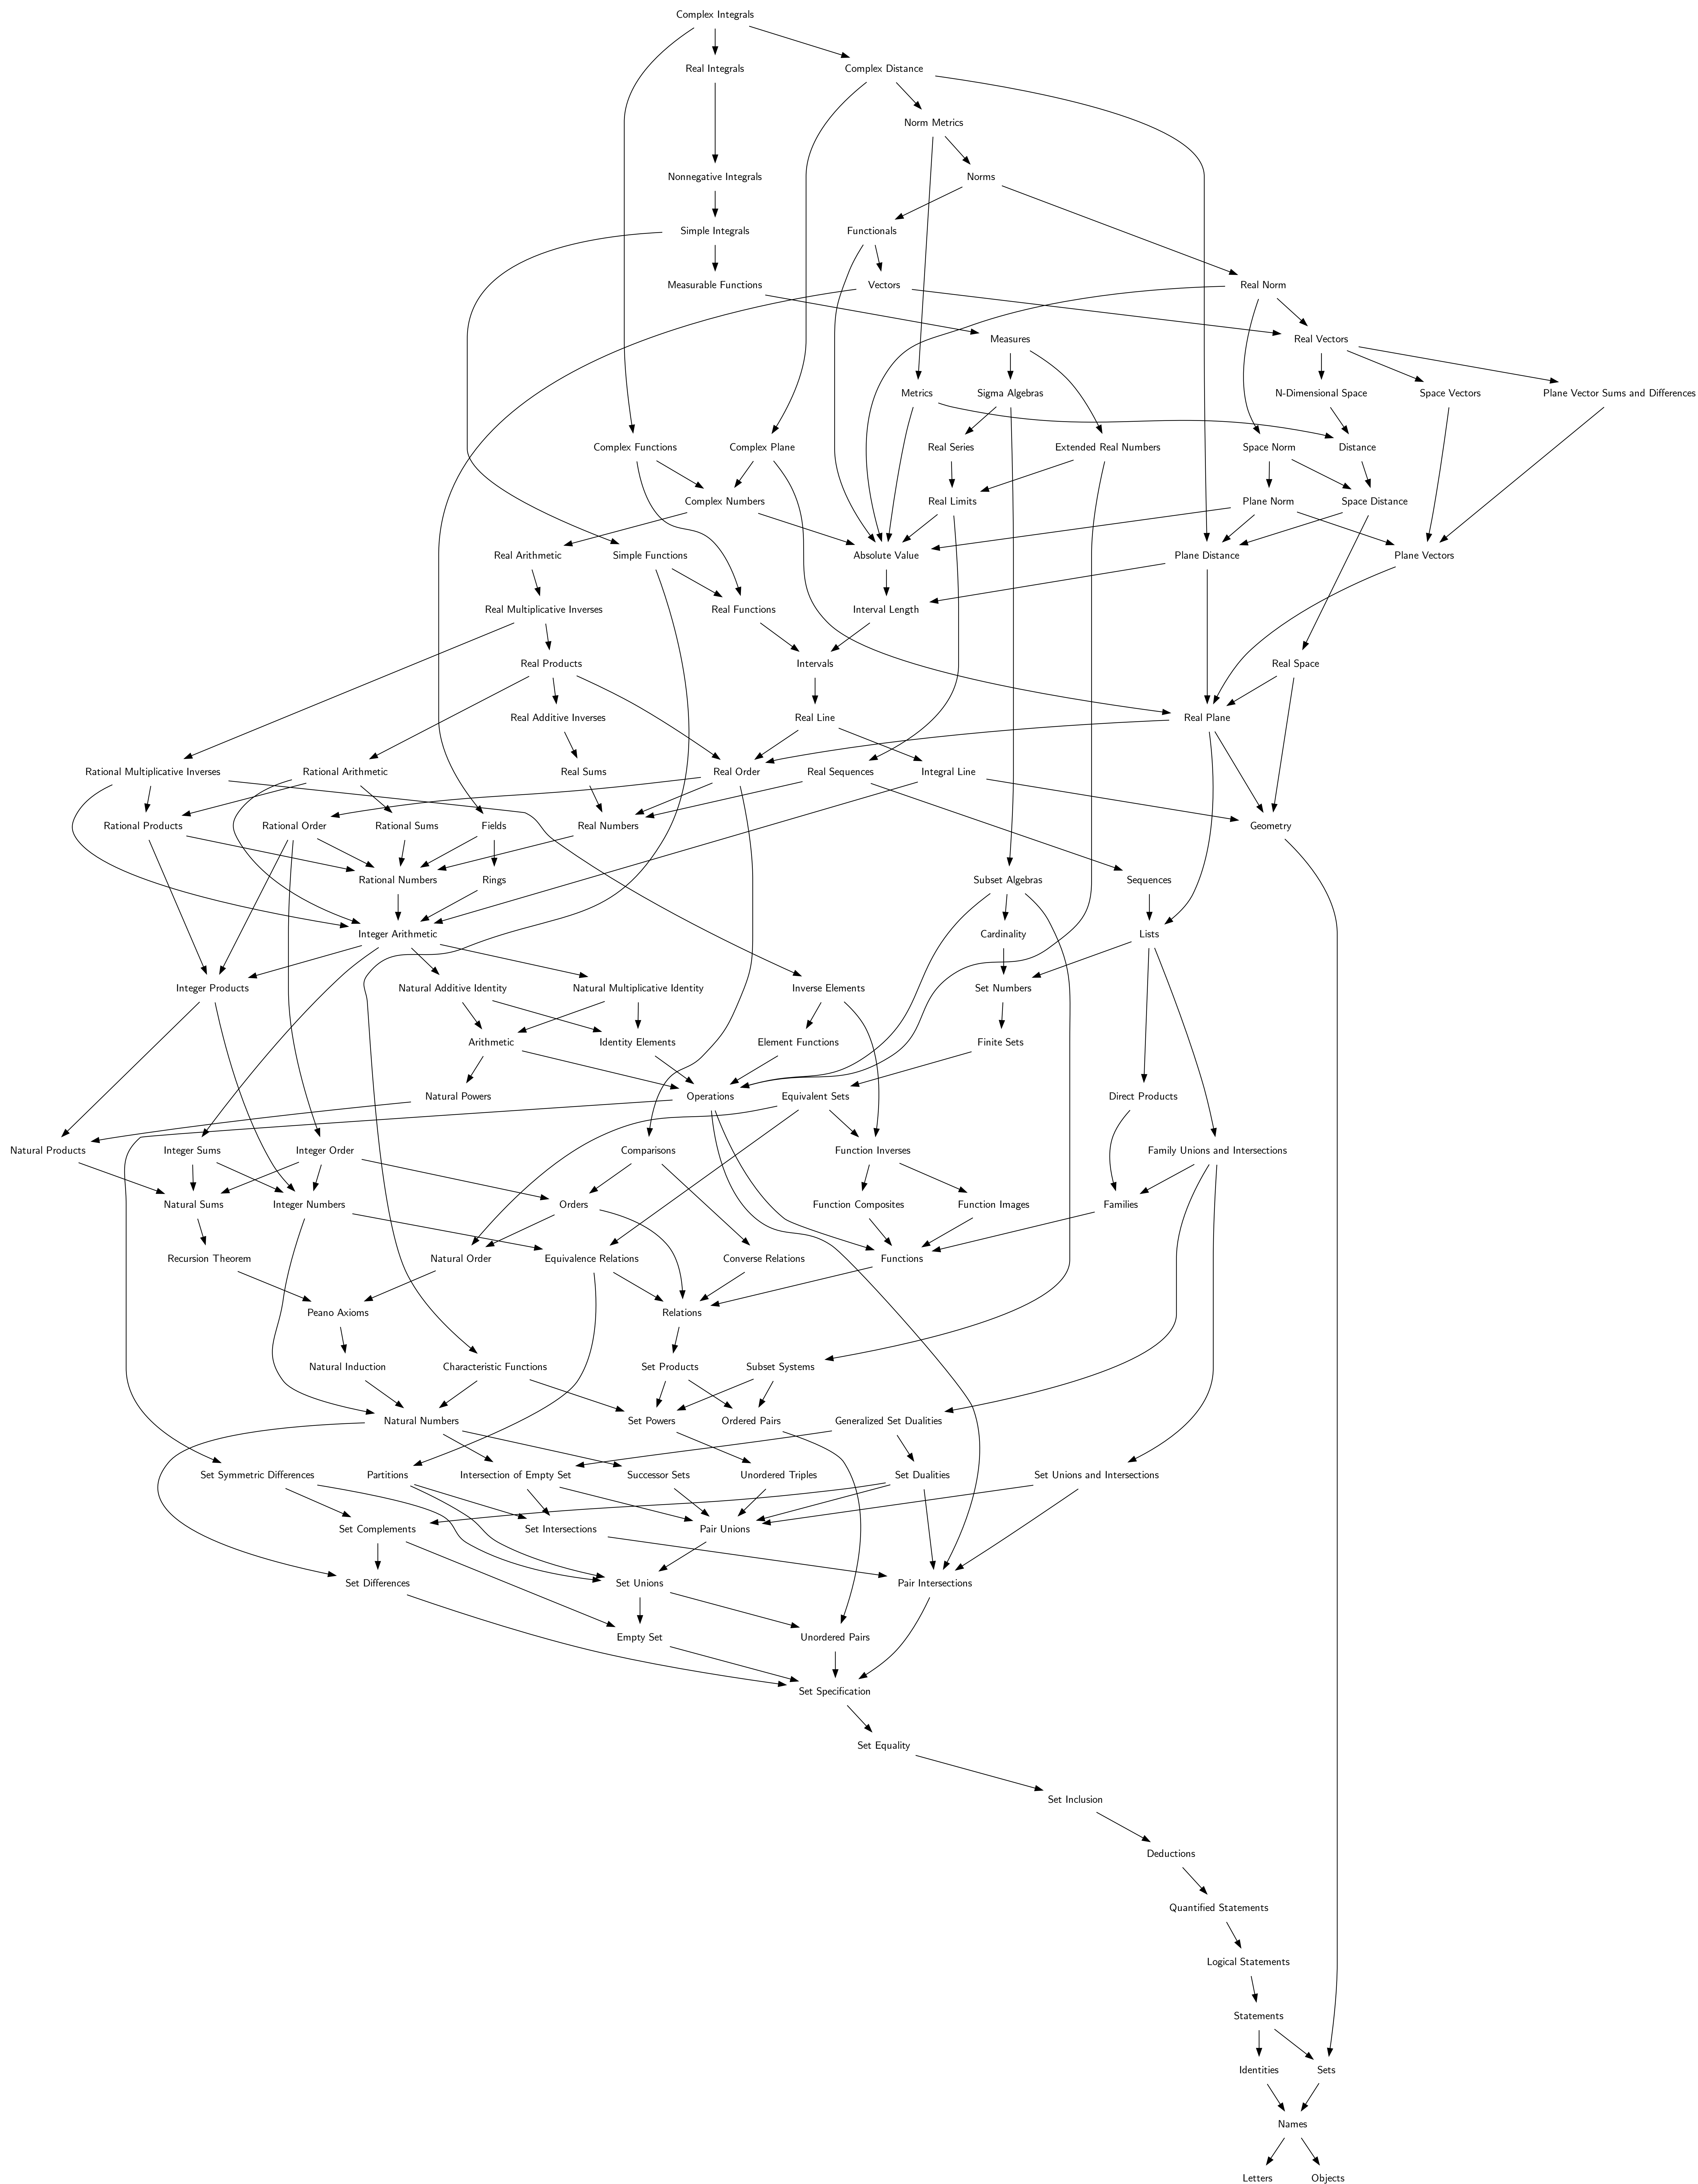 Complex Integrals
Real Integrals
Complex Distance
Norm Metrics
Nonnegative Integrals
Norms
Simple Integrals
Functionals
Measurable Functions
Vectors
Real Norm
Measures
Real Vectors
Metrics
Sigma Algebras
N-Dimensional Space
Space Vectors
Plane Vector Sums and Differences
Complex Functions
Complex Plane
Real Series
Extended Real Numbers
Space Norm
Distance
Complex Numbers
Real Limits
Plane Norm
Space Distance
Real Arithmetic
Simple Functions
Absolute Value
Plane Distance
Plane Vectors
Real Multiplicative Inverses
Real Functions
Interval Length
Real Products
Intervals
Real Space
Real Additive Inverses
Real Line
Real Plane
Rational Multiplicative Inverses
Rational Arithmetic
Real Sums
Real Order
Real Sequences
Integral Line
Rational Products
Rational Order
Rational Sums
Fields
Real Numbers
Geometry
Rational Numbers
Rings
Subset Algebras
Sequences
Integer Arithmetic
Cardinality
Lists
Integer Products
Natural Additive Identity
Natural Multiplicative Identity
Inverse Elements
Set Numbers
Arithmetic
Identity Elements
Element Functions
Finite Sets
Natural Powers
Operations
Equivalent Sets
Direct Products
Natural Products
Integer Sums
Integer Order
Comparisons
Function Inverses
Family Unions and Intersections
Natural Sums
Integer Numbers
Orders
Function Composites
Function Images
Families
Recursion Theorem
Natural Order
Equivalence Relations
Converse Relations
Functions
Peano Axioms
Relations
Natural Induction
Characteristic Functions
Set Products
Subset Systems
Natural Numbers
Set Powers
Ordered Pairs
Generalized Set Dualities
Set Symmetric Differences
Partitions
Intersection of Empty Set
Successor Sets
Unordered Triples
Set Dualities
Set Unions and Intersections
Set Complements
Set Intersections
Pair Unions
Set Differences
Set Unions
Pair Intersections
Empty Set
Unordered Pairs
Set Specification
Set Equality
Set Inclusion
Deductions
Quantified Statements
Logical Statements
Statements
Identities
Sets
Names
Letters
Objects